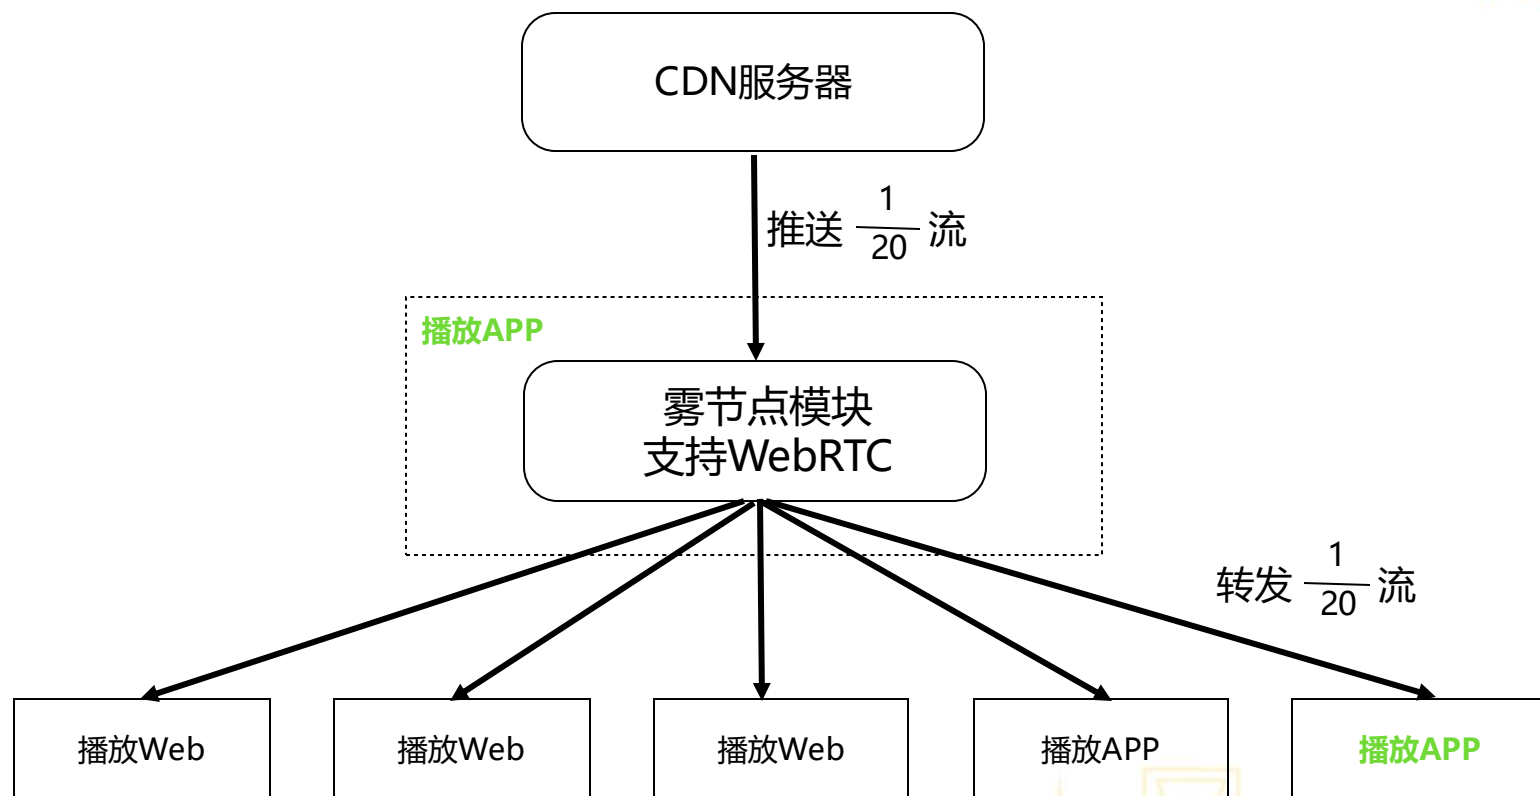 CDN服务器
推送 1/20 流
播放APP
雾节点模块
支持WebRTC
转发 1/20 流
播放Web
播放Web
播放Web
播放APP
播放APP